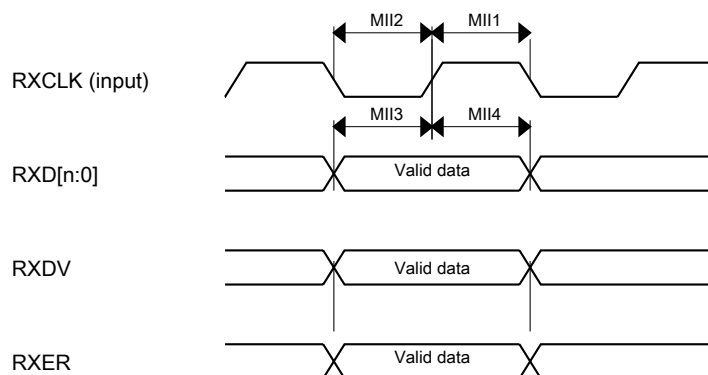 MII2 MII1
RXCLK (input)
MII3 MII4
RXD[n:0] Valid data
RXDV Valid data
RXER Valid data